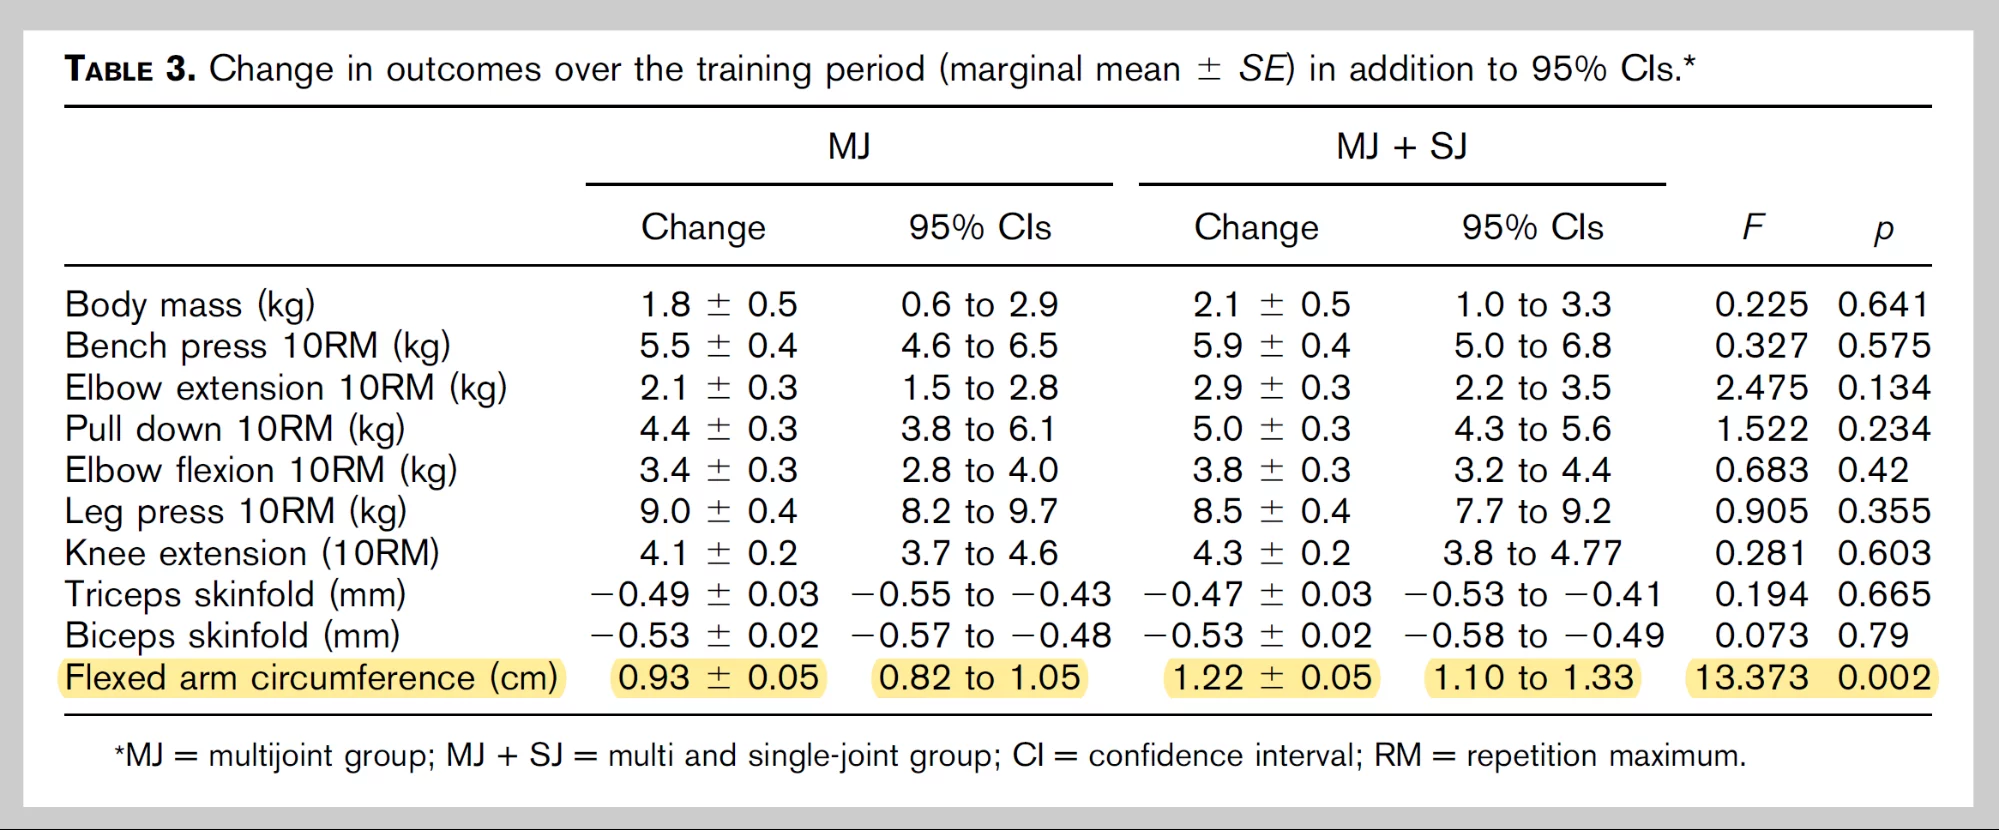 TABLE 3. Change in outcomes over the training period (marginal mean ± SE) in addition to 95% CIs.*
MJ MJ + SJ
Change 95% CIs Change 95% CIs F p
Body mass (kg) 1.8 ± 0.5 0.6 to 2.9 2.1 ± 0.5 1.0 to 3.3 0.225 0.641
Bench press 10RM (kg) 5.5 ± 0.4 4.6 to 6.5 5.9 ± 0.4 5.0 to 6.8 0.327 0.575
Elbow extension 10RM (kg) 2.1 ± 0.3 1.5 to 2.8 2.9 ± 0.3 2.2 to 3.5 2.475 0.134
Pull down 10RM (kg) 4.4 ± 0.3 3.8 to 6.1 5.0 ± 0.3 4.3 to 5.6 1.522 0.234
Elbow flexion 10RM (kg) 3.4 ± 0.3 2.8 to 4.0 3.8 ± 0.3 3.2 to 4.4 0.683 0.42
Leg press 10RM (kg) 9.0 ± 0.4 8.2 to 9.7 8.5 ± 0.4 7.7 to 9.2 0.905 0.355
Knee extension (10RM) 4.1 ± 0.2 3.7 to 4.6 4.3 ± 0.2 3.8 to 4.77 0.281 0.603
Triceps skinfold (mm) −0.49 ± 0.03 −0.55 to −0.43 −0.47 ± 0.03 −0.53 to −0.41 0.194 0.665
Biceps skinfold (mm) −0.53 ± 0.02 −0.57 to −0.48 −0.53 ± 0.02 −0.58 to −0.49 0.073 0.79
Flexed arm circumference (cm) 0.93 ± 0.05 0.82 to 1.05 1.22 ± 0.05 1.10 to 1.33 13.373 0.002
*MJ = multijoint group; MJ + SJ = multi and single-joint group; CI = confidence interval; RM = repetition maximum.